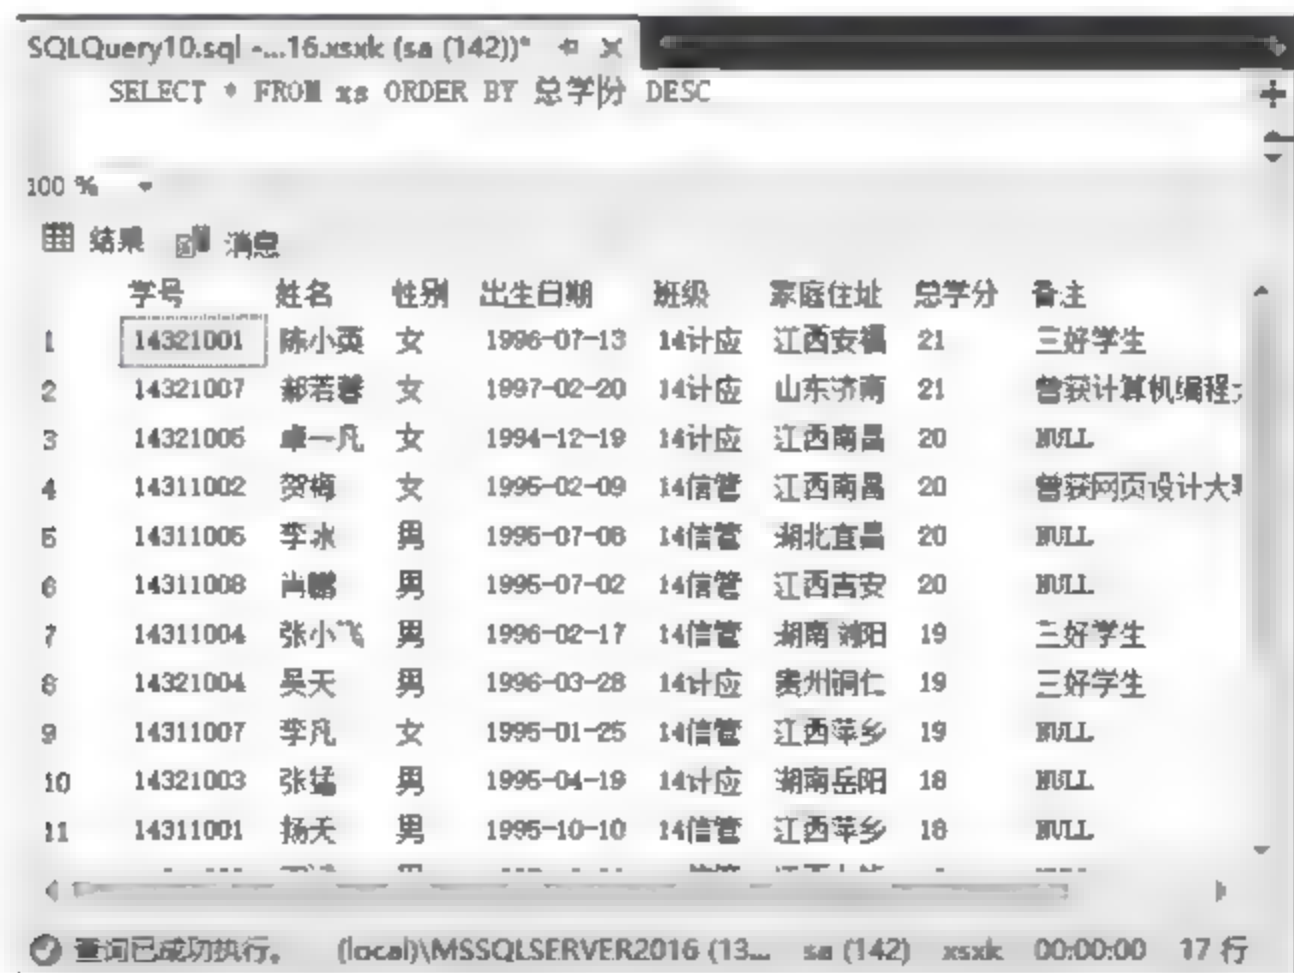 SQLQuery10.sql -...16.xsxk (sa (142))*
SELECT * FROM xs ORDER BY 总学分 DESC
100 %
结果 消息
学号 姓名 性别 出生日期 班级 家庭住址 总学分 备注
1 14321001 陈小英 女 1996-07-13 14计应 江西安福 21 三好学生
2 14321007 郝若馨 女 1997-02-20 14计应 山东济南 21 曾获计算机编程
3 14321005 卓一凡 女 1994-12-19 14计应 江西南昌 20 NULL
4 14311002 贺梅 女 1995-02-09 14信管 江西南昌 20 曾获网页设计大
5 14311005 李冰 男 1995-07-08 14信管 湖北宜昌 20 NULL
6 14311008 肖鹏 男 1995-07-02 14信管 江西吉安 20 NULL
7 14311004 张小飞 男 1996-02-17 14信管 湖南浏阳 19 三好学生
8 14321004 吴天 男 1996-03-28 14计应 贵州铜仁 19 三好学生
9 14311007 李凡 女 1995-01-25 14信管 江西萍乡 19 NULL
10 14321003 张猛 男 1995-04-19 14计应 湖南岳阳 18 NULL
11 14311001 扬天 男 1995-10-10 14信管 江西萍乡 18 NULL
查询已成功执行。 (local)\MSSQLSERVER2016 (13... sa (142) xsxk 00:00:00 17 行